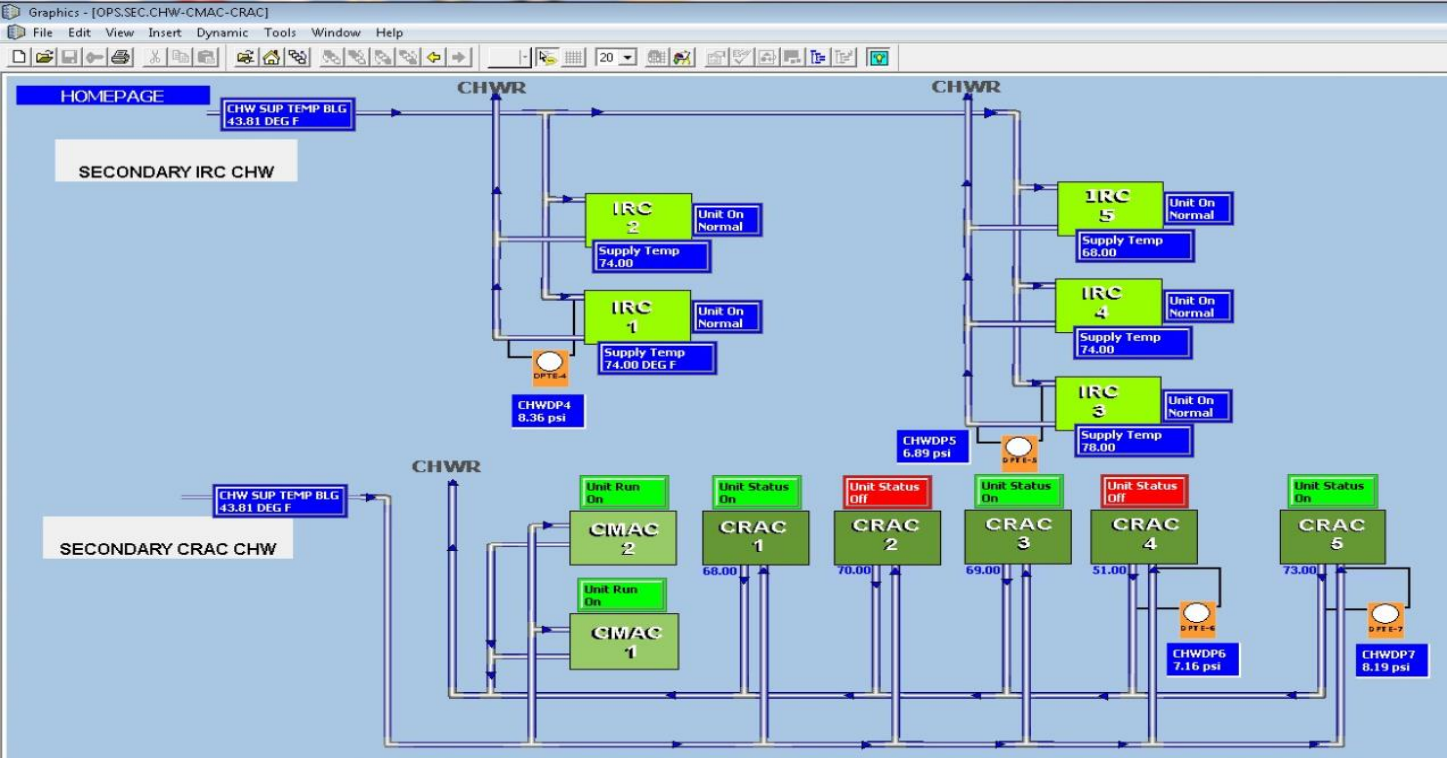 Graphics - [OPS.SEC.CHW-CMAC-CRAC]
File Edit View Insert Dynamic Tools Window Help
20
HOMEPAGE
CHW SUP TEMP BLG
43.81 DEG F
SECONDARY IRC CHW
CHWR
CHWR
IRC
2
Unit On
Normal
Supply Temp
74.00
IRC
1
Unit On
Normal
Supply Temp
74.00 DEG F
DPTE-4
CHWDP4
8.36 psi
IRC
5
Unit On
Normal
Supply Temp
68.00
IRC
4
Unit On
Normal
Supply Temp
74.00
IRC
3
Unit On
Normal
Supply Temp
78.00
DPTE-5
CHWDP5
6.89 psi
CHWR
CHW SUP TEMP BLG
43.81 DEG F
SECONDARY CRAC CHW
Unit Run
On
CMAC
2
Unit Run
On
CMAC
1
Unit Status
On
CRAC
1
68.00
Unit Status
Off
CRAC
2
70.00
Unit Status
On
CRAC
3
69.00
Unit Status
Off
CRAC
4
51.00
DPTE-6
CHWDP6
7.16 psi
Unit Status
On
CRAC
5
73.00
DPTE-7
CHWDP7
8.19 psi